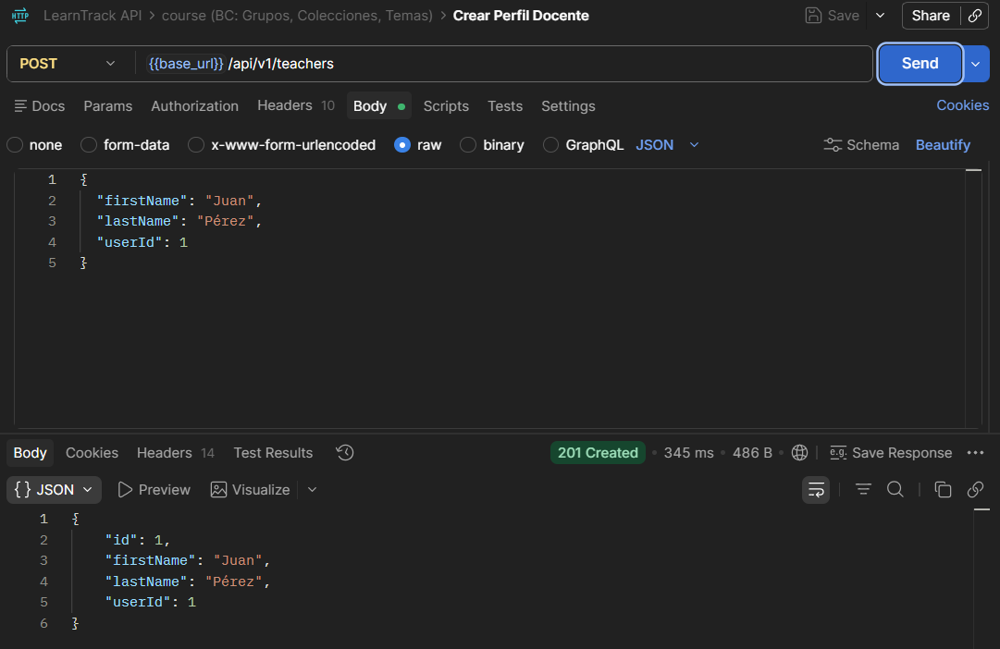 HTTP LearnTrack API > course (BC: Grupos, Colecciones, Temas) > Crear Perfil Docente Save Share
POST {{base_url}} /api/v1/teachers Send
Docs Params Authorization Headers 10 Body Scripts Tests Settings Cookies
none form-data x-www-form-urlencoded raw binary GraphQL JSON Schema Beautify
1 {
2 "firstName": "Juan",
3 "lastName": "Pérez",
4 "userId": 1
5 }
Body Cookies Headers 14 Test Results 201 Created • 345 ms • 486 B • e.g. Save Response
{} JSON Preview Visualize
1 {
2 "id": 1,
3 "firstName": "Juan",
4 "lastName": "Pérez",
5 "userId": 1
6 }